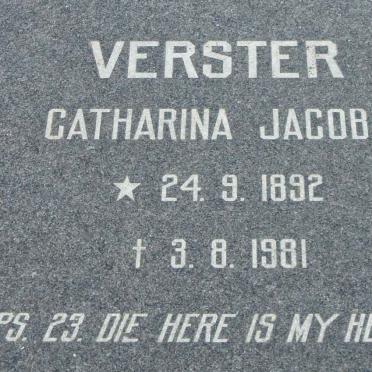 VERSTER
CATHARINA JACOB
★ 24. 9. 1892
† 3. 8. 1981
PS. 23. DIE HERE IS MY